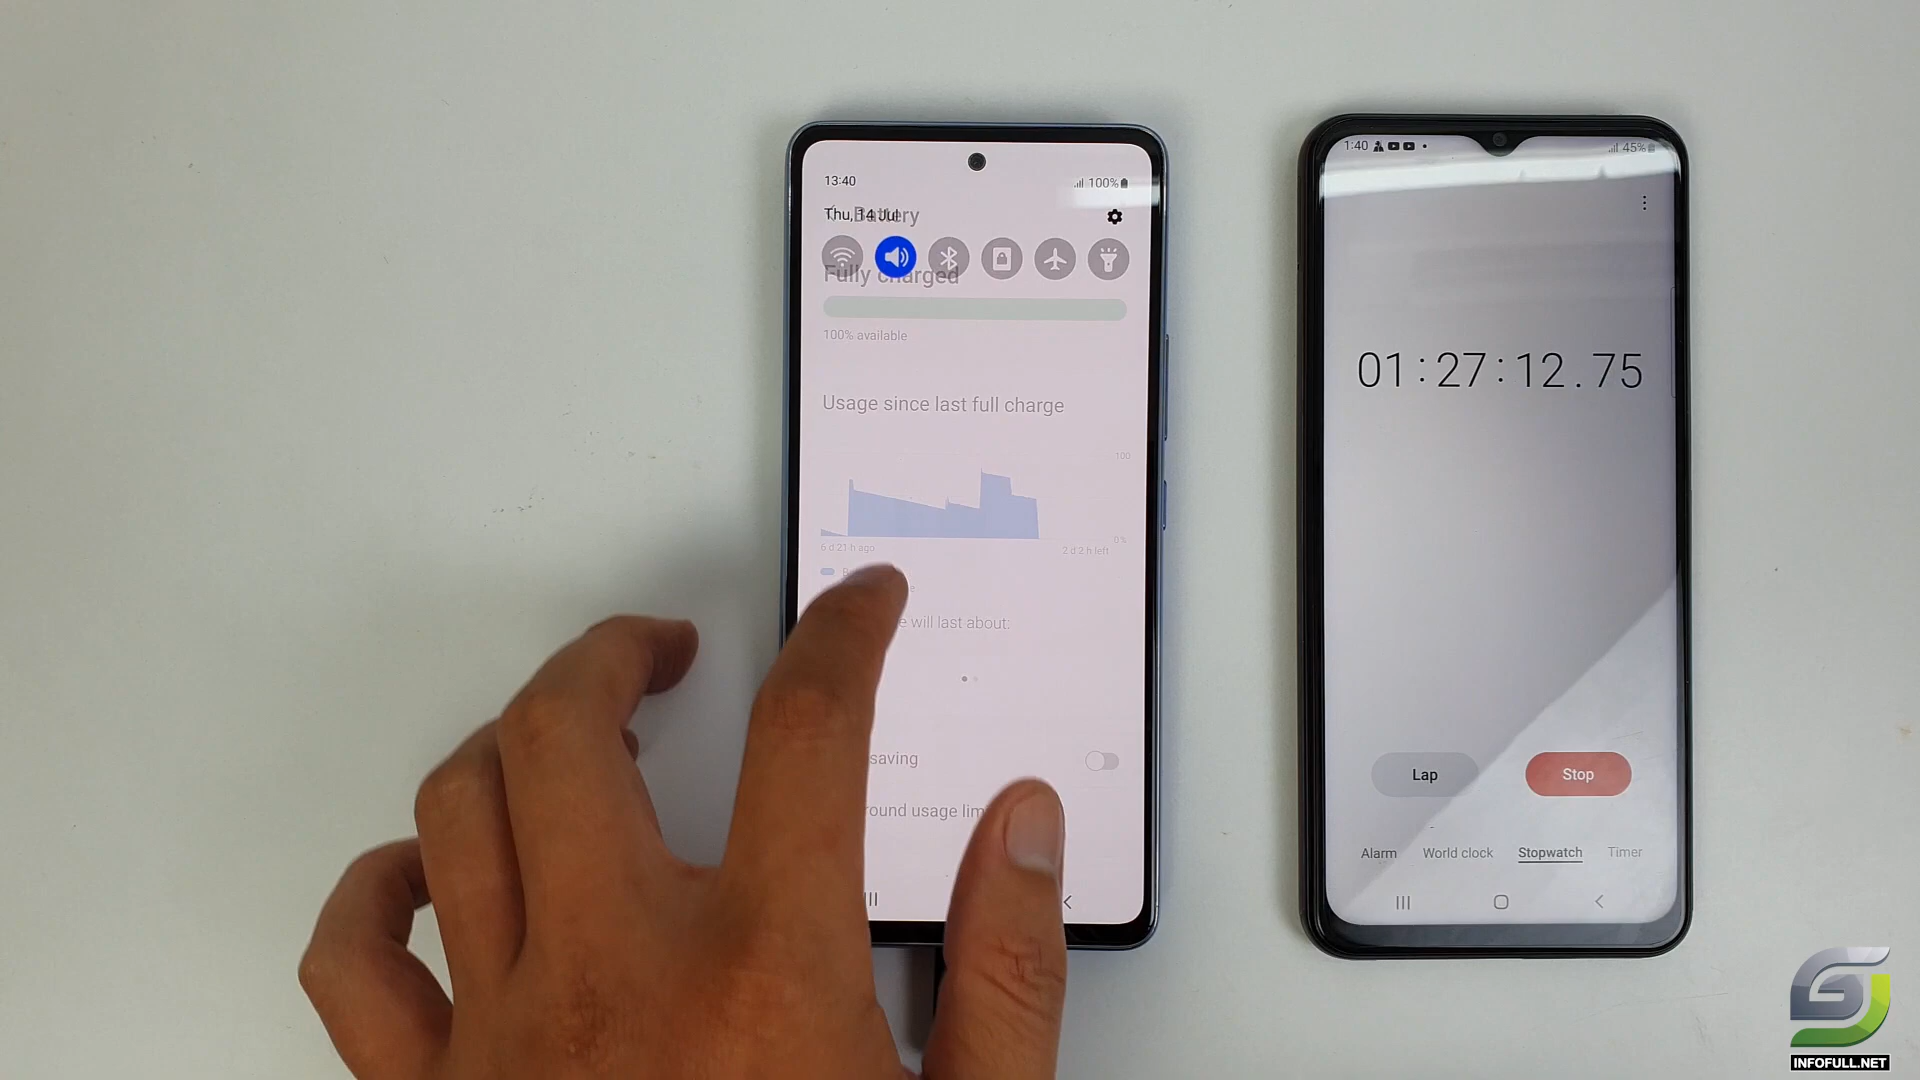 13:40
100%
Thu, 14 Jul
Battery
Fully charged
100% available
Usage since last full charge
100
0%
6 d 21 h ago
2 d 2 h left
will last about:
saving
usage
1:40
45%
01:27:12.75
Lap
Stop
Alarm
World clock
Stopwatch
Timer
INFOFULL.NET